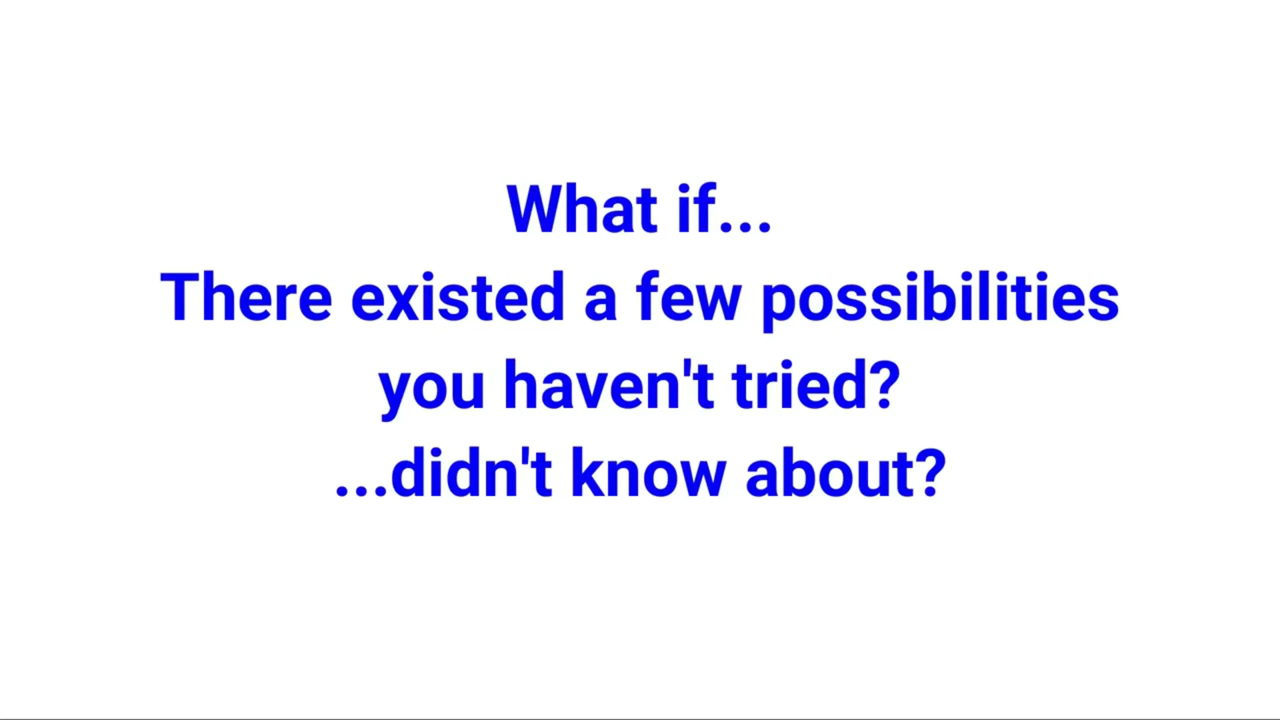 What if...
There existed a few possibilities
you haven't tried?
...didn't know about?